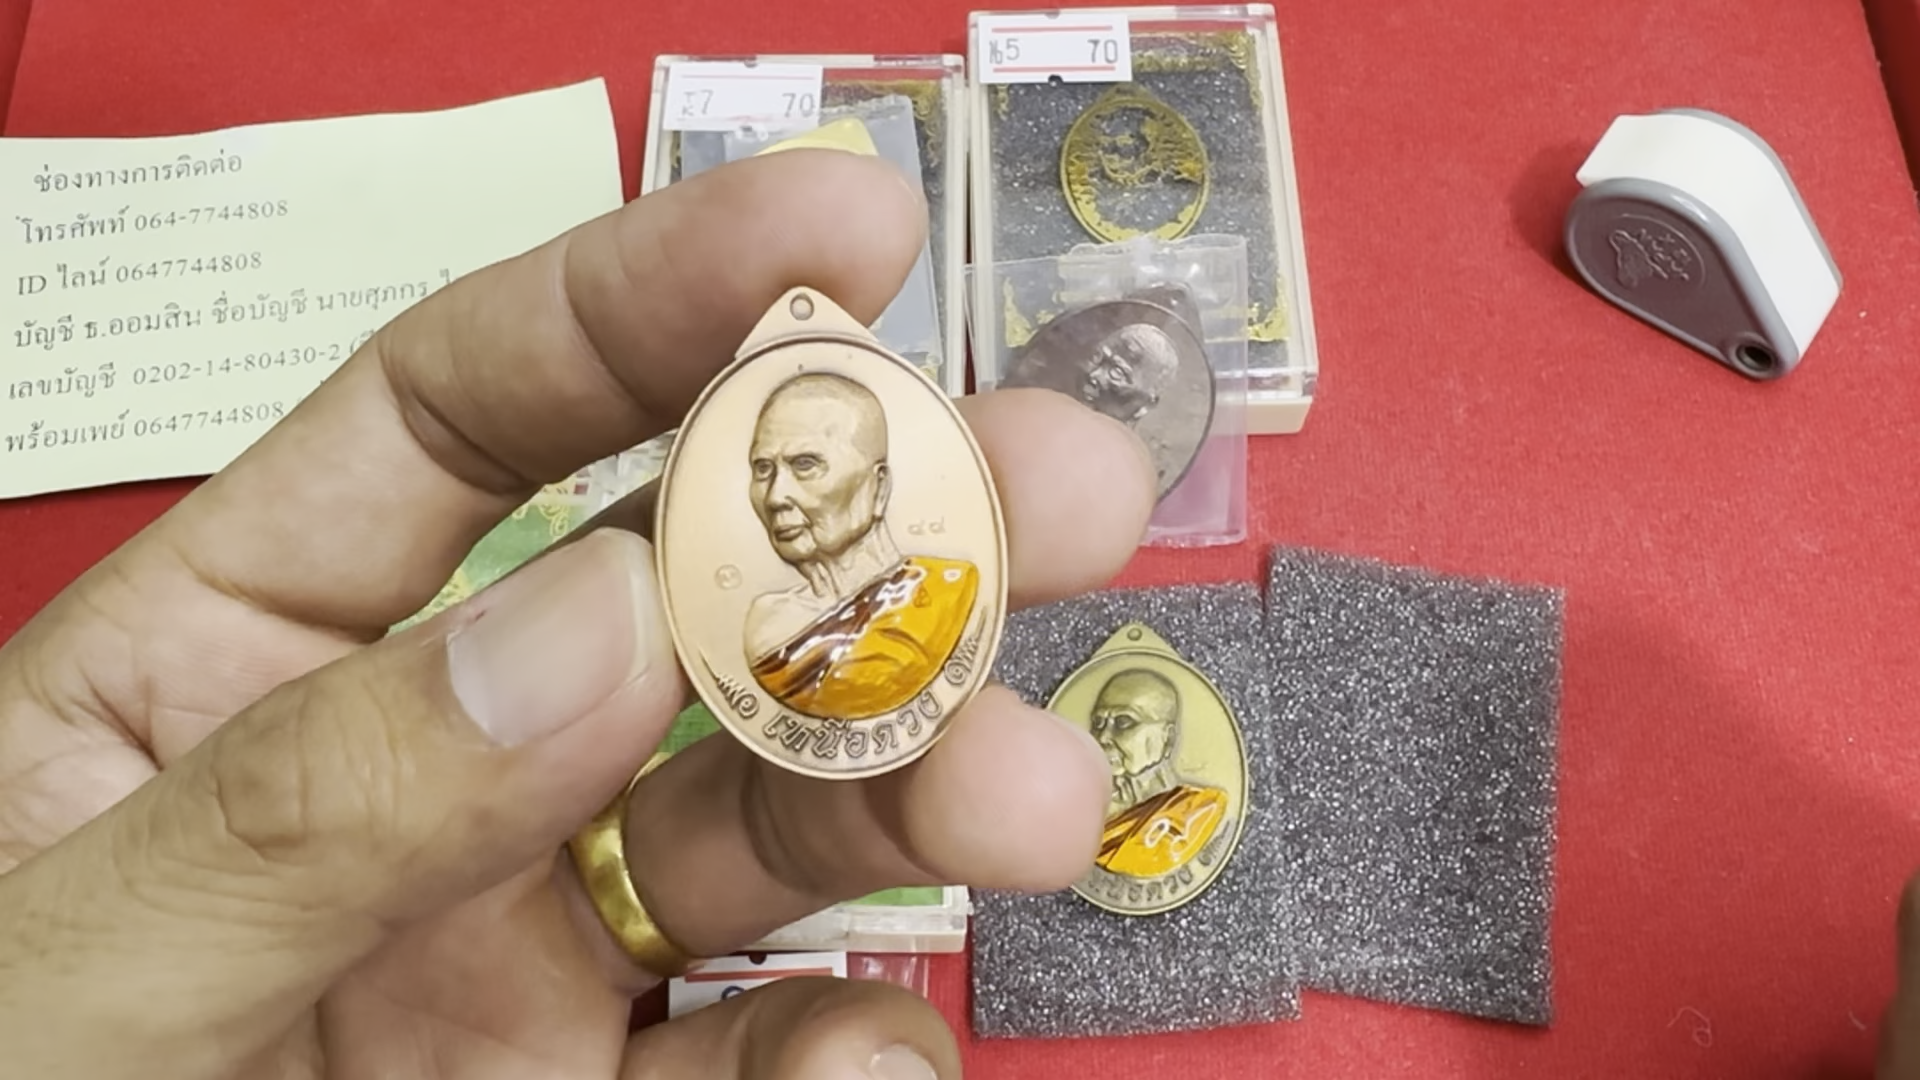 ช่องทางการติดต่อ
โทรศัพท์ 064-7744808
ID ไลน์ 0647744808
บัญชี ธ.ออมสิน ชื่อบัญชี นายศุภกร
เลขบัญชี 0202-14-80430-2
พร้อมเพย์ 0647744808
7 70
5 70
๔๔
เหนือดวง